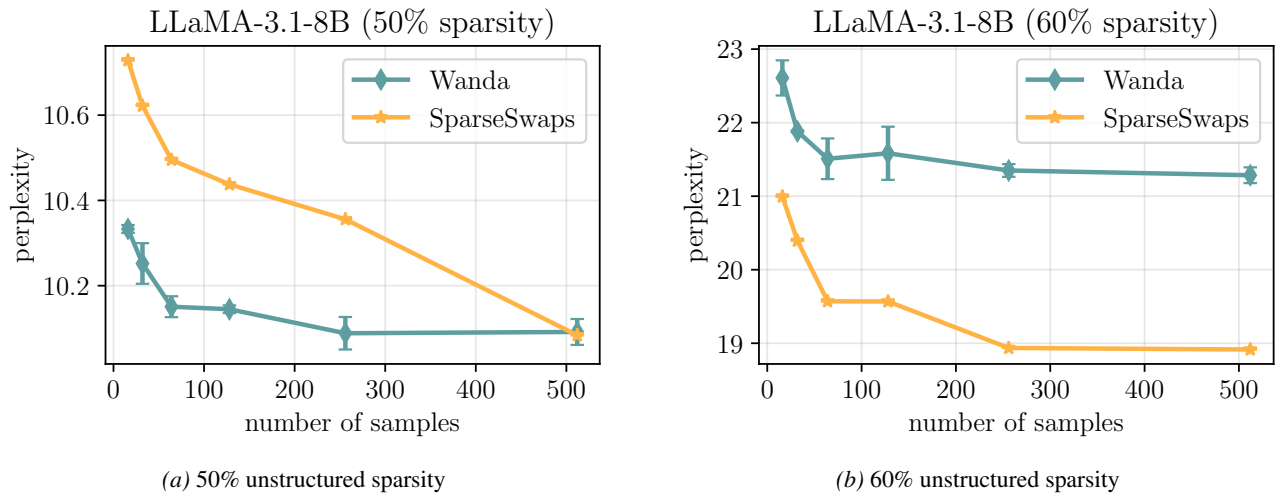 LLaMA-3.1-8B (50% sparsity)
perplexity
10.6
10.4
10.2
Wanda
SparseSwaps
0 100 200 300 400 500
number of samples
(a) 50% unstructured sparsity
LLaMA-3.1-8B (60% sparsity)
perplexity
23
22
21
20
19
Wanda
SparseSwaps
0 100 200 300 400 500
number of samples
(b) 60% unstructured sparsity